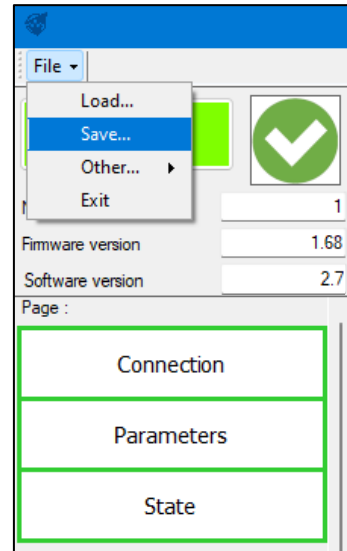 File
Load...
Save...
Other...
Exit
1
Firmware version 1.68
Software version 2.7
Page :
Connection
Parameters
State